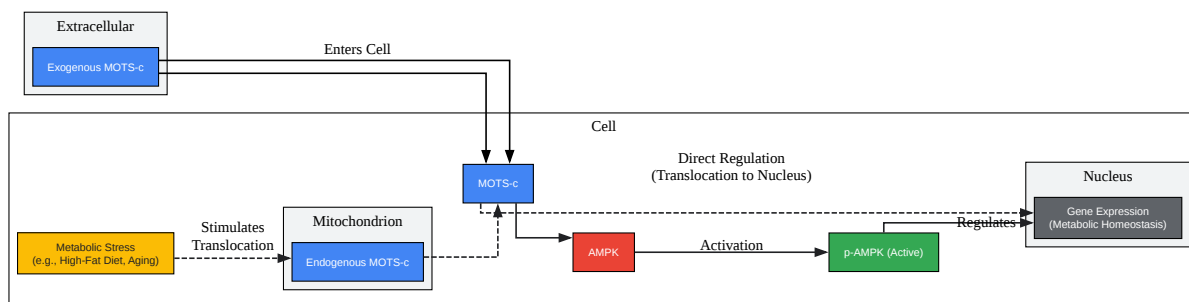 Extracellular
Exogenous MOTS-c
Enters Cell
Cell
MOTS-c
Direct Regulation
(Translocation to Nucleus)
Nucleus
Gene Expression
(Metabolic Homeostasis)
Metabolic Stress
(e.g., High-Fat Diet, Aging)
Stimulates
Translocation
Mitochondrion
Endogenous MOTS-c
AMPK
Activation
p-AMPK (Active)
Regulates